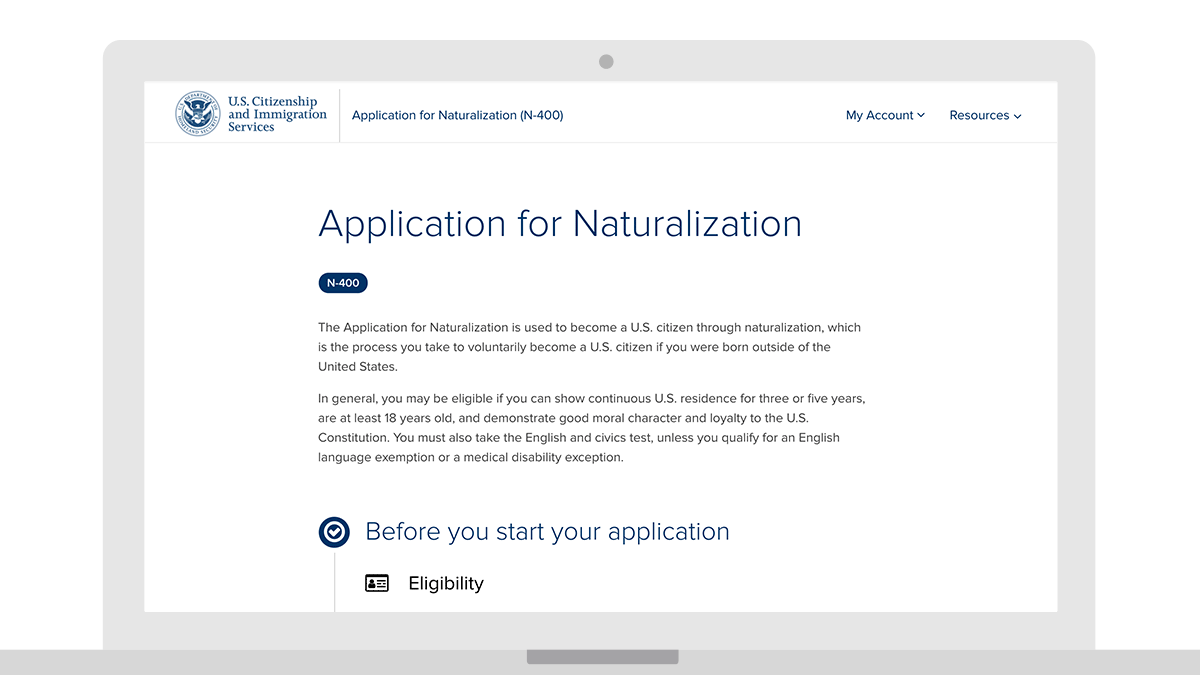 U.S. Citizenship
and Immigration
Services
Application for Naturalization (N-400)
My Account
Resources
Application for Naturalization
N-400
The Application for Naturalization is used to become a U.S. citizen through naturalization, which
is the process you take to voluntarily become a U.S. citizen if you were born outside of the
United States.
In general, you may be eligible if you can show continuous U.S. residence for three or five years,
are at least 18 years old, and demonstrate good moral character and loyalty to the U.S.
Constitution. You must also take the English and civics test, unless you qualify for an English
language exemption or a medical disability exception.
Before you start your application
Eligibility